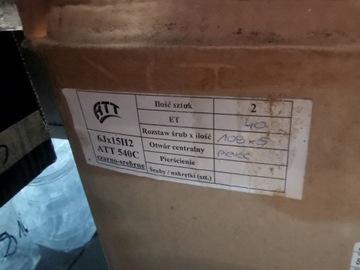 ATT
6Jx15H2
ATT 540C
czarno-srebrne
Ilość sztuk 2
ET 40
Rozstaw śrub x ilość 108x5
Otwór centralny
Pierścienie
Śruby / nakrętki (szt.)